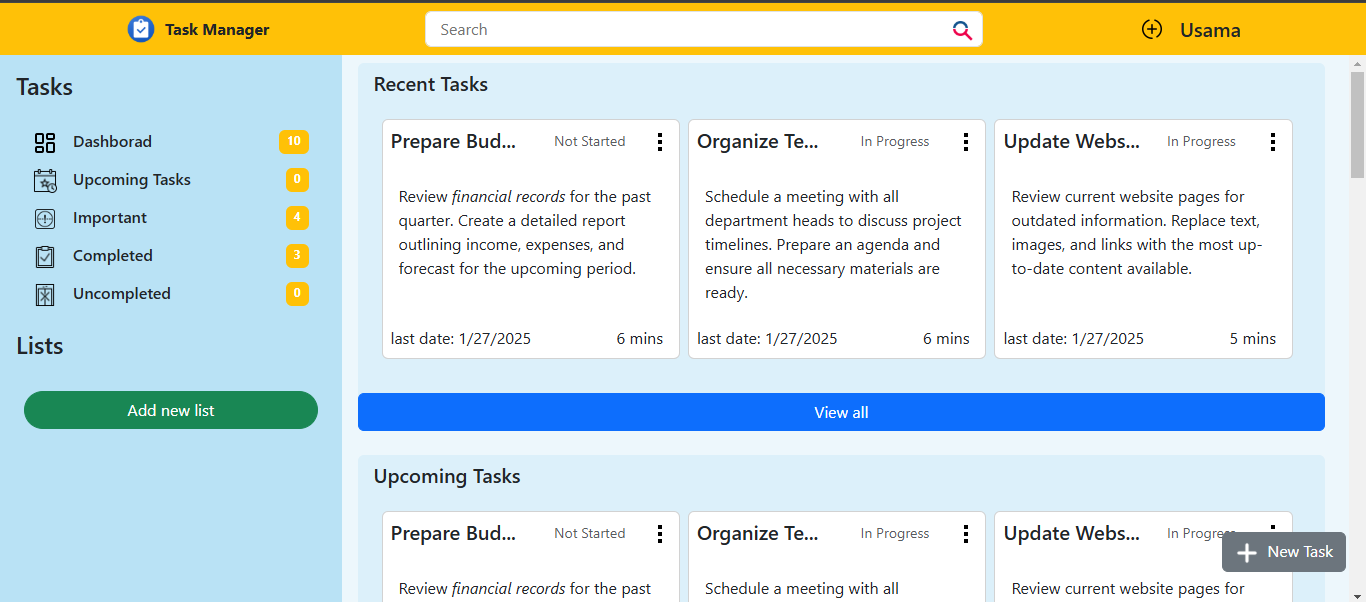 Task Manager
Search
Usama
Tasks
Dashborad 10
Upcoming Tasks 0
Important 4
Completed 3
Uncompleted 0
Lists
Add new list
Recent Tasks
Prepare Bud... Not Started
Review financial records for the past
quarter. Create a detailed report
outlining income, expenses, and
forecast for the upcoming period.
last date: 1/27/2025 6 mins
Organize Te... In Progress
Schedule a meeting with all
department heads to discuss project
timelines. Prepare an agenda and
ensure all necessary materials are
ready.
last date: 1/27/2025 6 mins
Update Webs... In Progress
Review current website pages for
outdated information. Replace text,
images, and links with the most up-
to-date content available.
last date: 1/27/2025 5 mins
View all
Upcoming Tasks
Prepare Bud... Not Started
Review financial records for the past
Organize Te... In Progress
Schedule a meeting with all
Update Webs... In Progress
Review current website pages for
New Task